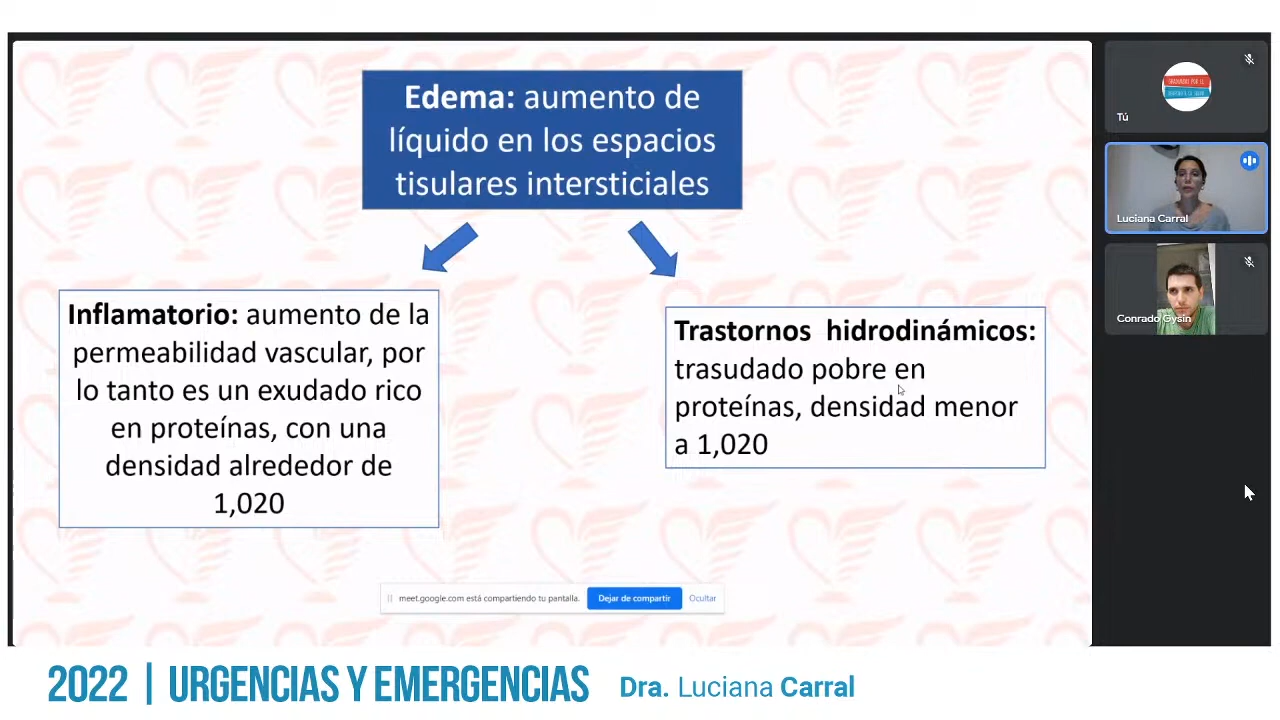 Edema: aumento de
líquido en los espacios
tisulares intersticiales
Inflamatorio: aumento de la
permeabilidad vascular, por
lo tanto es un exudado rico
en proteínas, con una
densidad alrededor de
1,020
Trastornos hidrodinámicos:
trasudado pobre en
proteínas, densidad menor
a 1,020
meet.google.com está compartiendo tu pantalla.
Dejar de compartir
Ocultar
Tú
Luciana Carral
Conrado Gysin
2022 | URGENCIAS Y EMERGENCIAS
Dra. Luciana Carral